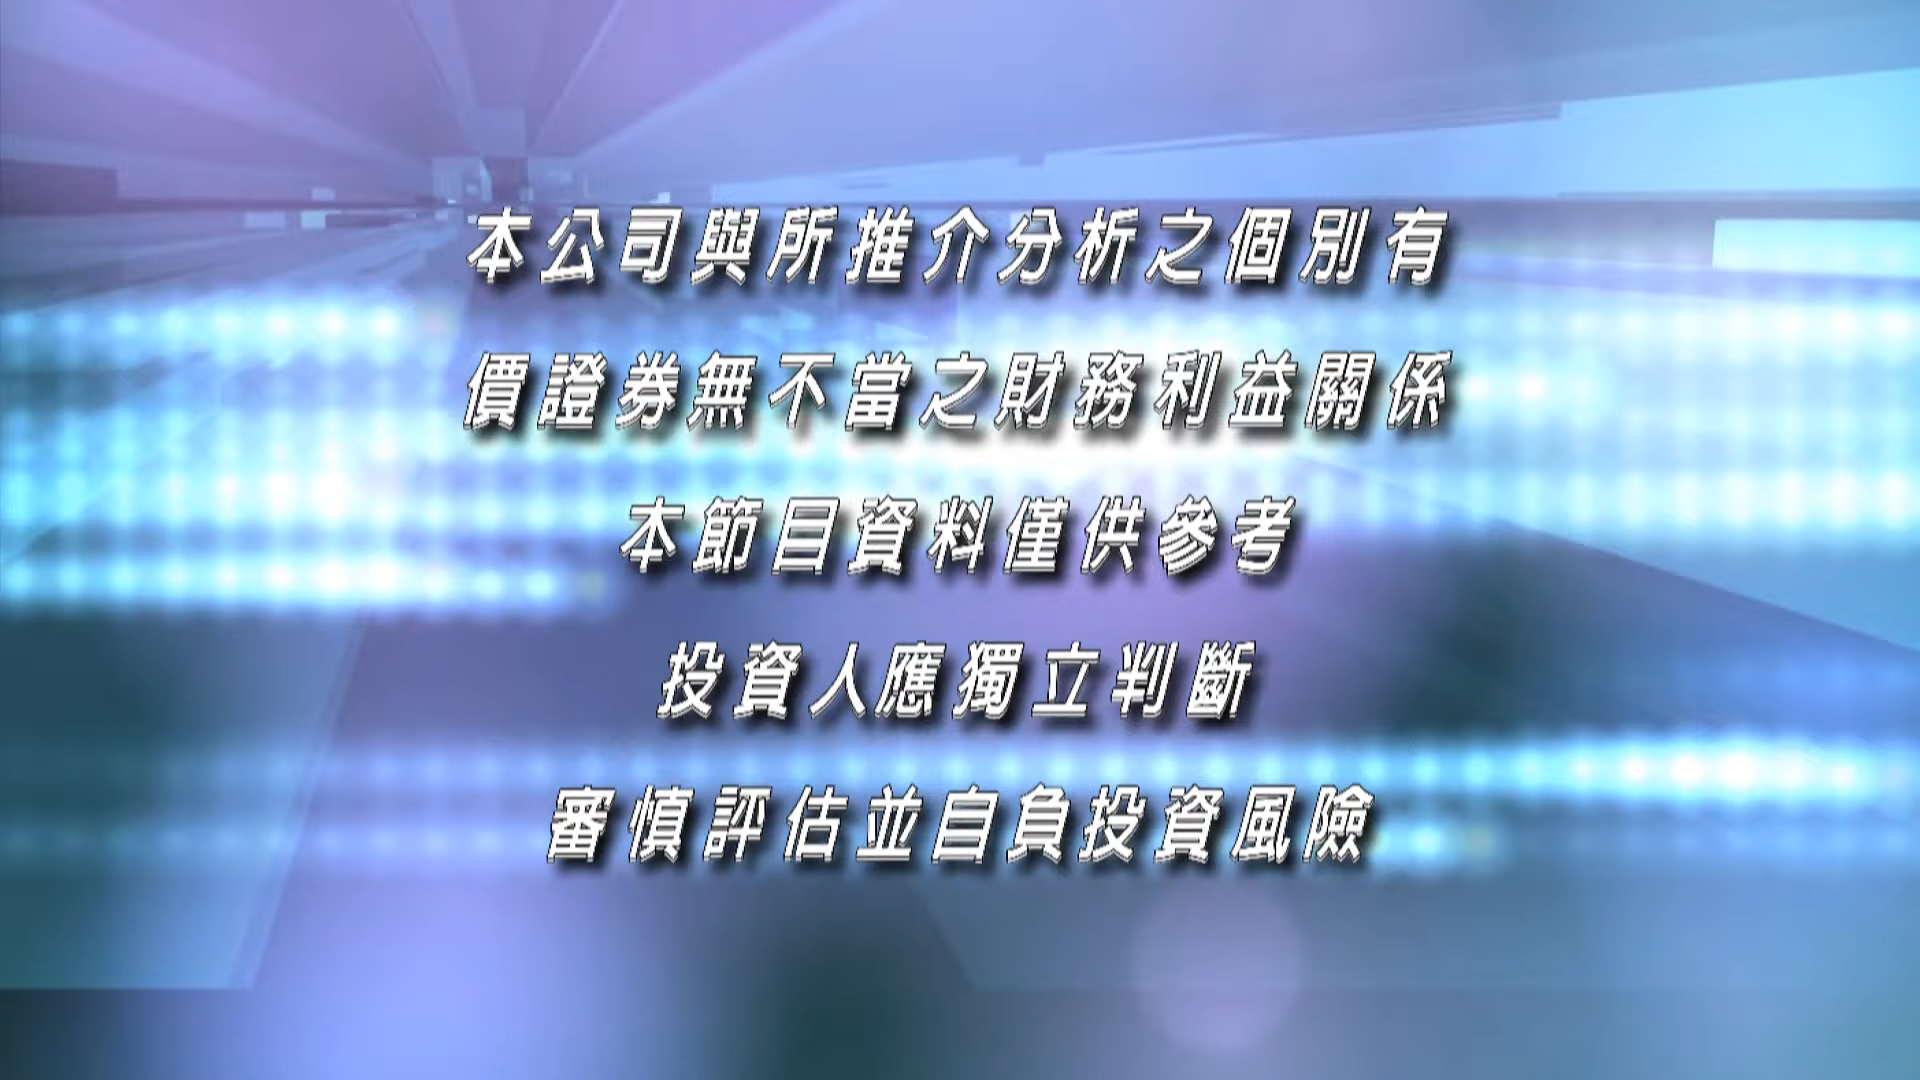 本公司與所推介分析之個別有
價證券無不當之財務利益關係
本節目資料僅供參考
投資人應獨立判斷
審慎評估並自負投資風險